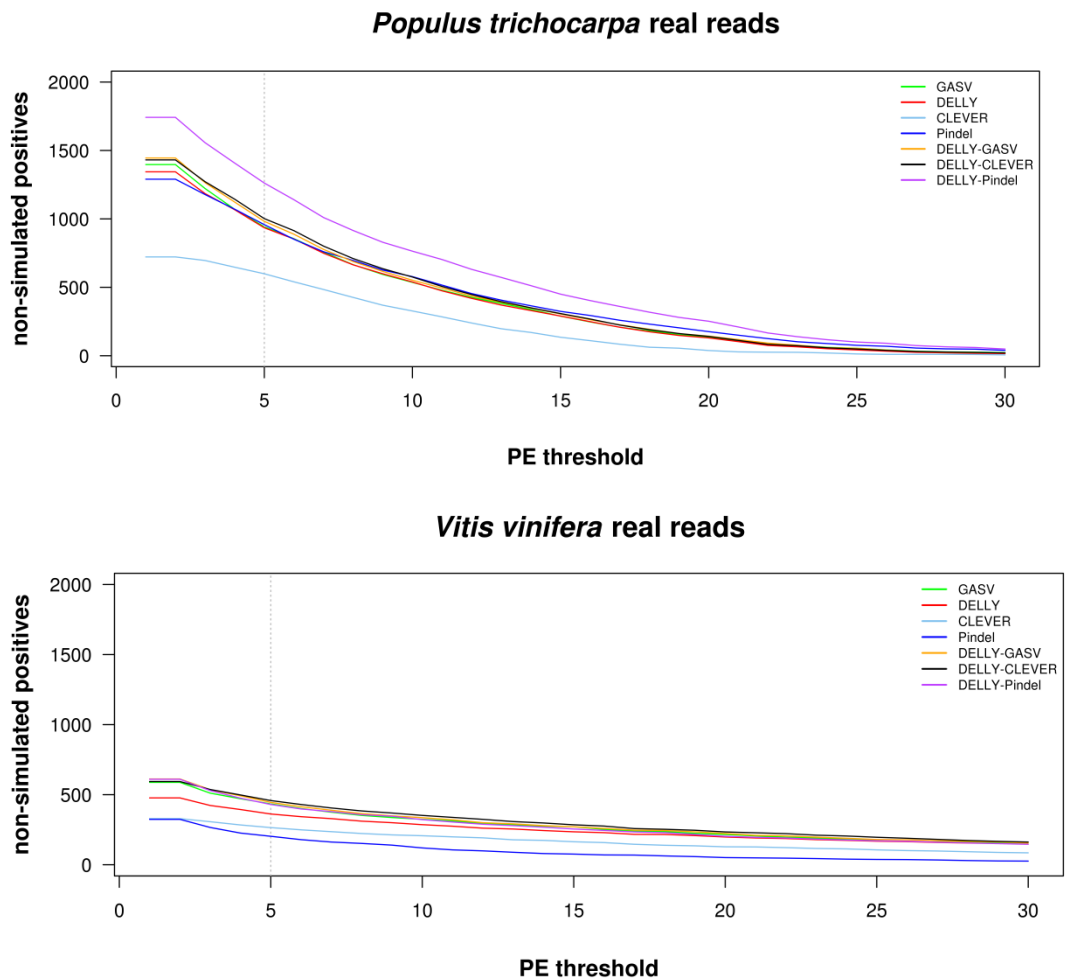 Populus trichocarpa real reads
non-simulated positives
2000
1500
1000
500
0
GASV
DELLY
CLEVER
Pindel
DELLY-GASV
DELLY-CLEVER
DELLY-Pindel
0 5 10 15 20 25 30
PE threshold
Vitis vinifera real reads
non-simulated positives
2000
1500
1000
500
0
GASV
DELLY
CLEVER
Pindel
DELLY-GASV
DELLY-CLEVER
DELLY-Pindel
0 5 10 15 20 25 30
PE threshold